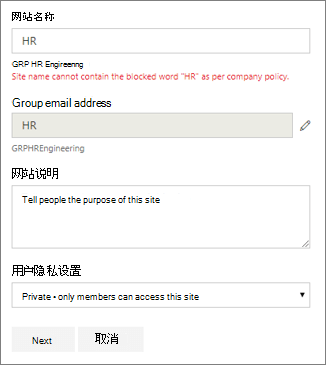 网站名称
HR
GRP HR Engineerng
Site name cannot contain the blocked word "HR" as per company policy.
Group email address
HR
GRPHREngineering
网站说明
Tell people the purpose of this site
用户隐私设置
Private - only members can access this site
Next
取消